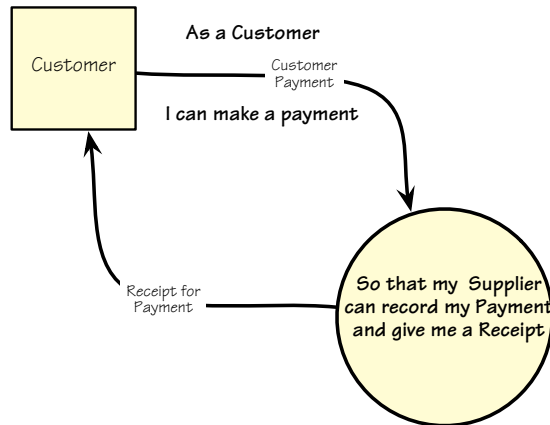 As a Customer
Customer
Customer
Payment
I can make a payment
So that my Supplier
can record my Payment
and give me a Receipt
Receipt for
Payment